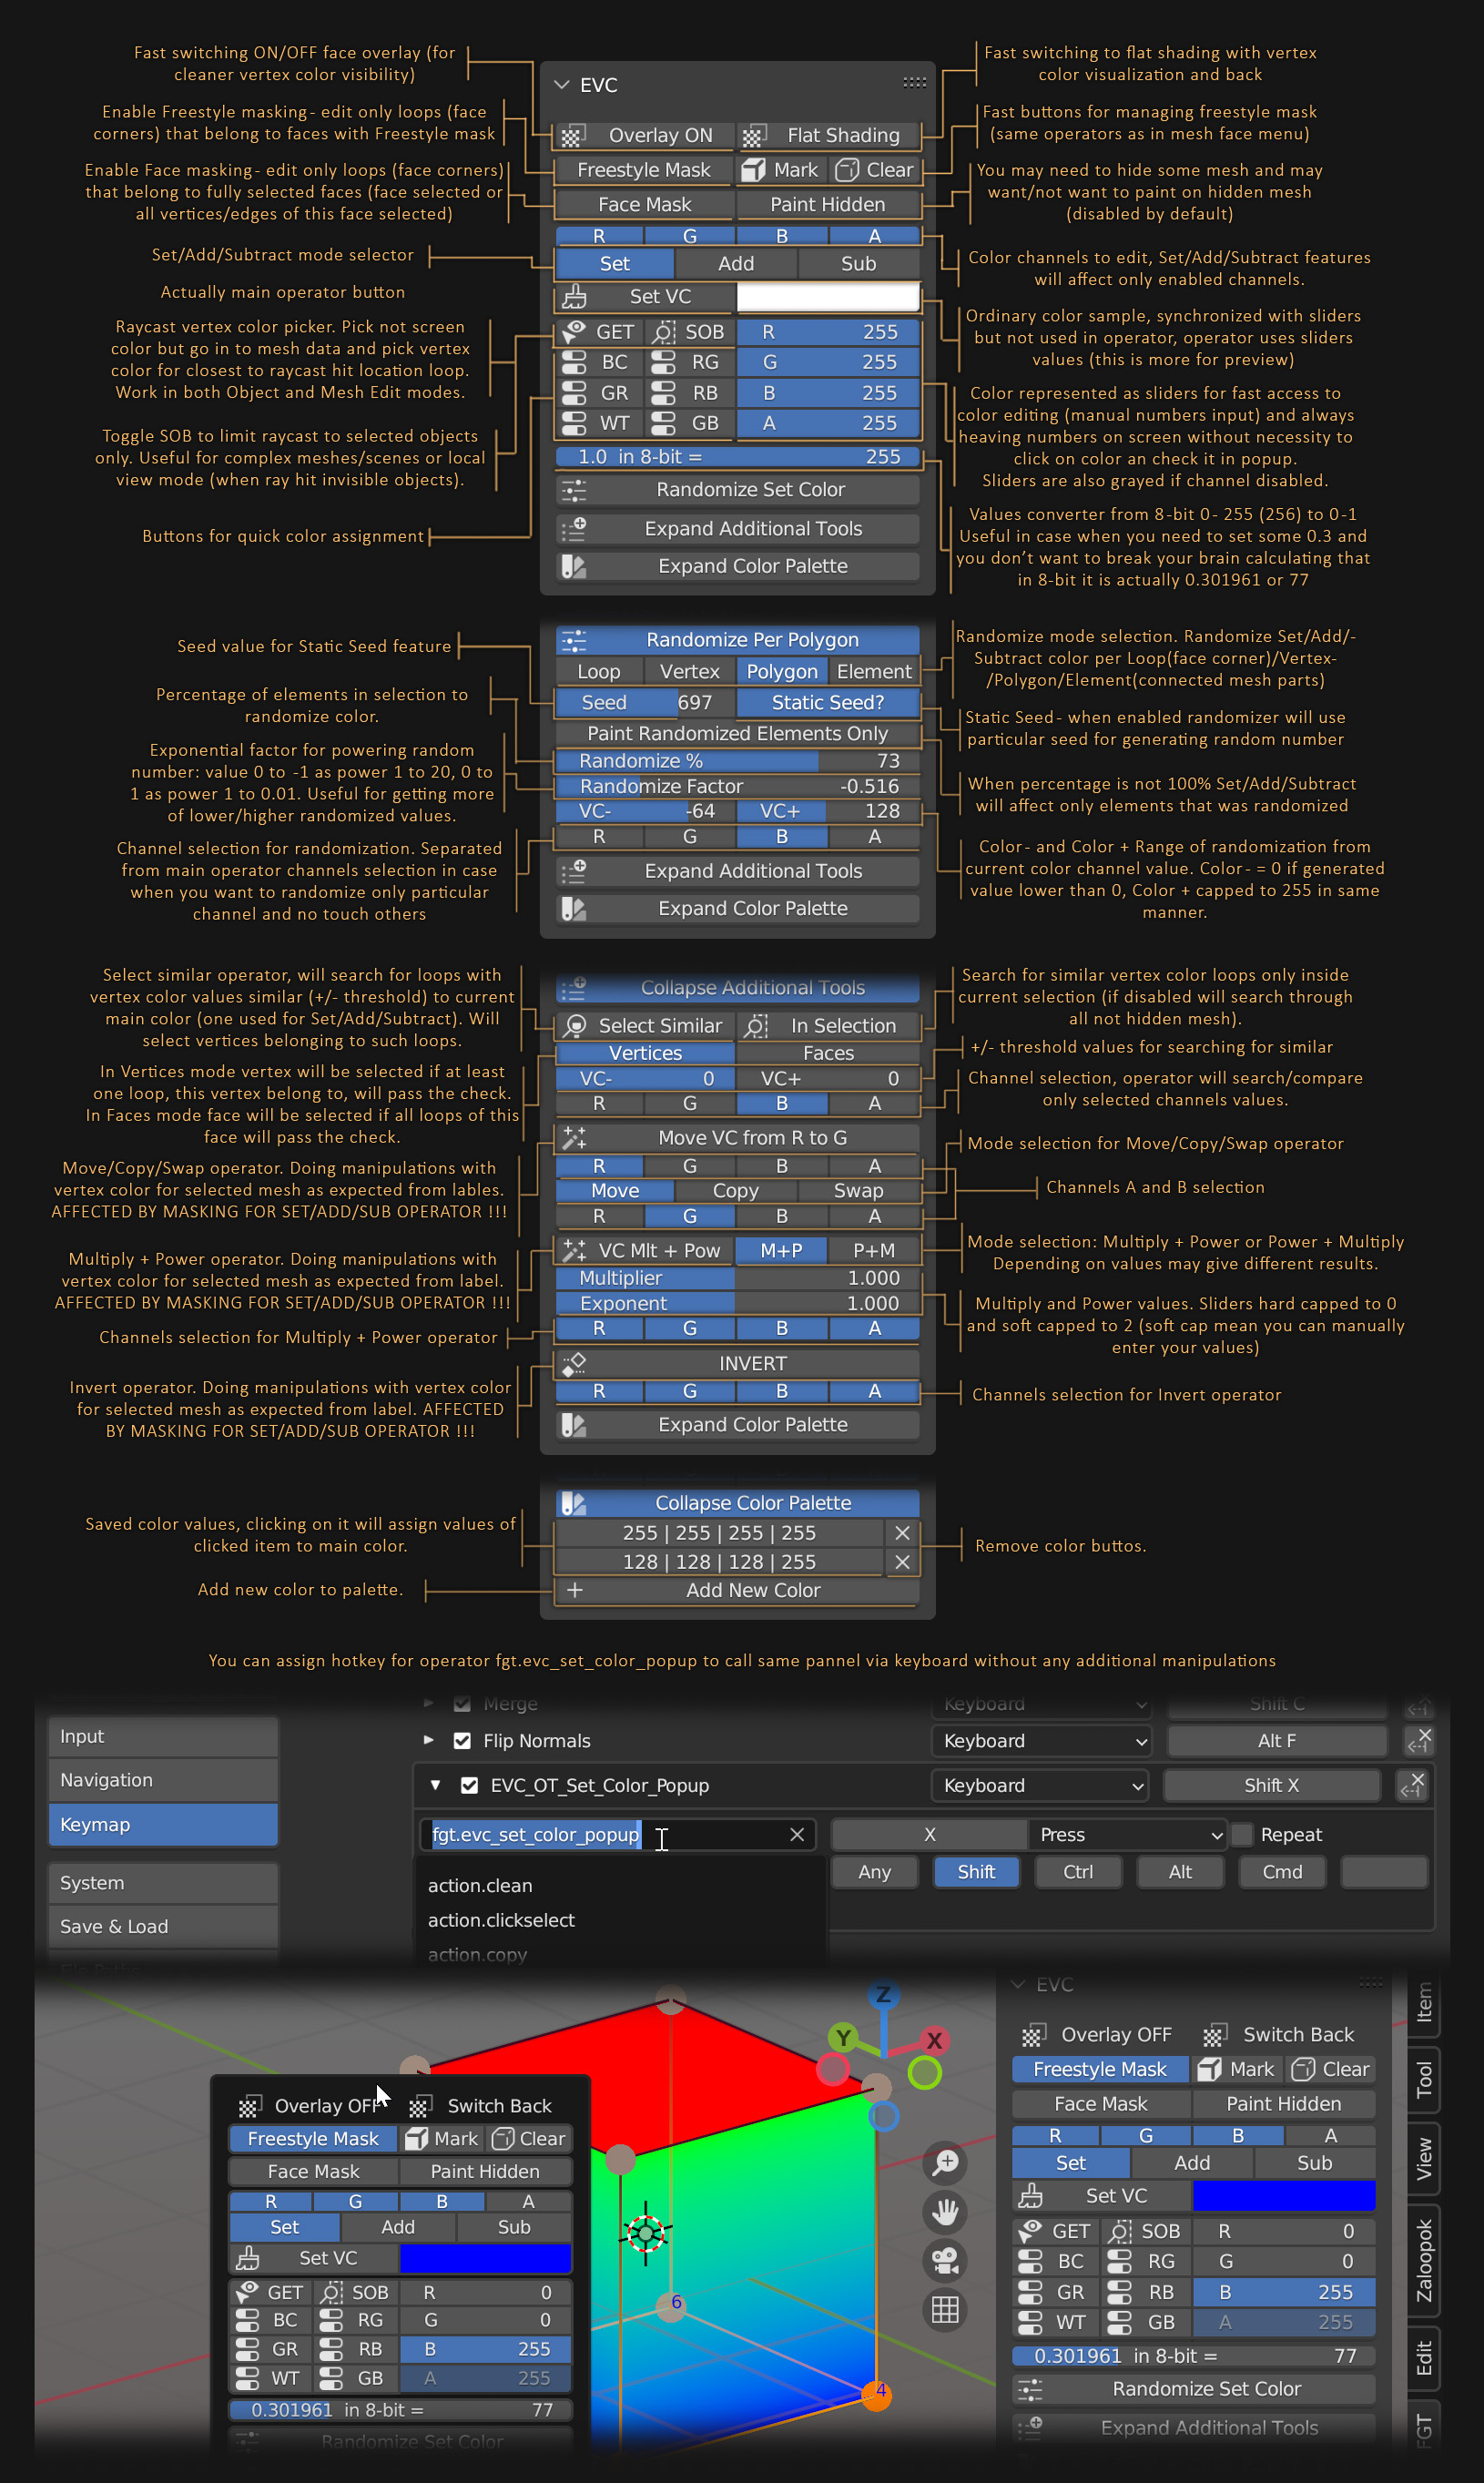 Fast switching ON/OFF face overlay (for
cleaner vertex color visibility)
Enable Freestyle masking - edit only loops (face
corners) that belong to faces with Freestyle mask
Enable Face masking - edit only loops (face corners)
that belong to fully selected faces (face selected or
all vertices/edges of this face selected)
Set/Add/Subtract mode selector
Actually main operator button
Raycast vertex color picker. Pick not screen
color but go in to mesh data and pick vertex
color for closest to raycast hit location loop.
Work in both Object and Mesh Edit modes.
Toggle SOB to limit raycast to selected objects
only. Useful for complex meshes/scenes or local
view mode (when ray hit invisible objects).
Buttons for quick color assignment
EVC
Overlay ON Flat Shading
Freestyle Mask Mark Clear
Face Mask Paint Hidden
R G B A
Set Add Sub
Set VC
GET SOB R 255
BC RG G 255
GR RB B 255
WT GB A 255
1.0 in 8-bit = 255
Randomize Set Color
Expand Additional Tools
Expand Color Palette
Fast switching to flat shading with vertex
color visualization and back
Fast buttons for managing freestyle mask
(same operators as in mesh face menu)
You may need to hide some mesh and may
want/not want to paint on hidden mesh
(disabled by default)
Color channels to edit, Set/Add/Subtract features
will affect only enabled channels.
Ordinary color sample, synchronized with sliders
but not used in operator, operator uses sliders
values (this is more for preview)
Color represented as sliders for fast access to
color editing (manual numbers input) and always
heaving numbers on screen without necessity to
click on color an check it in popup.
Sliders are also grayed if channel disabled.
Values converter from 8-bit 0 - 255 (256) to 0-1
Useful in case when you need to set some 0.3 and
you don't want to break your brain calculating that
in 8-bit it is actually 0.301961 or 77
Seed value for Static Seed feature
Percentage of elements in selection to
randomize color.
Exponential factor for powering random
number: value 0 to -1 as power 1 to 20, 0 to
1 as power 1 to 0.01. Useful for getting more
of lower/higher randomized values.
Channel selection for randomization. Separated
from main operator channels selection in case
when you want to randomize only particular
channel and no touch others
Randomize Per Polygon
Loop Vertex Polygon Element
Seed 697 Static Seed?
Paint Randomized Elements Only
Randomize % 73
Randomize Factor -0.516
VC- -64 VC+ 128
R G B A
Expand Additional Tools
Expand Color Palette
Randomize mode selection. Randomize Set/Add/-
Subtract color per Loop(face corner)/Vertex-
/Polygon/Element(connected mesh parts)
Static Seed - when enabled randomizer will use
particular seed for generating random number
When percentage is not 100% Set/Add/Subtract
will affect only elements that was randomized
Color - and Color + Range of randomization from
current color channel value. Color - = 0 if generated
value lower than 0, Color + capped to 255 in same
manner.
Select similar operator, will search for loops with
vertex color values similar (+/- threshold) to current
main color (one used for Set/Add/Subtract). Will
select vertices belonging to such loops.
In Vertices mode vertex will be selected if at least
one loop, this vertex belong to, will pass the check.
In Faces mode face will be selected if all loops of this
face will pass the check.
Move/Copy/Swap operator. Doing manipulations with
vertex color for selected mesh as expected from lables.
AFFECTED BY MASKING FOR SET/ADD/SUB OPERATOR !!!
Multiply + Power operator. Doing manipulations with
vertex color for selected mesh as expected from label.
AFFECTED BY MASKING FOR SET/ADD/SUB OPERATOR !!!
Channels selection for Multiply + Power operator
Invert operator. Doing manipulations with vertex color
for selected mesh as expected from label. AFFECTED
BY MASKING FOR SET/ADD/SUB OPERATOR !!!
Collapse Additional Tools
Select Similar In Selection
Vertices Faces
VC- 0 VC+ 0
R G B A
Move VC from R to G
R G B A
Move Copy Swap
R G B A
VC Mlt + Pow M+P P+M
Multiplier 1.000
Exponent 1.000
R G B A
INVERT
R G B A
Expand Color Palette
Search for similar vertex color loops only inside
current selection (if disabled will search through
all not hidden mesh).
+/- threshold values for searching for similar
Channel selection, operator will search/compare
only selected channels values.
Mode selection for Move/Copy/Swap operator
Channels A and B selection
Mode selection: Multiply + Power or Power + Multiply
Depending on values may give different results.
Multiply and Power values. Sliders hard capped to 0
and soft capped to 2 (soft cap mean you can manually
enter your values)
Channels selection for Invert operator
Saved color values, clicking on it will assign values of
clicked item to main color.
Add new color to palette.
Collapse Color Palette
255 | 255 | 255 | 255
128 | 128 | 128 | 255
Add New Color
Remove color buttos.
You can assign hotkey for operator fgt.evc_set_color_popup to call same pannel via keyboard without any additional manipulations
Merge Keyboard Shift C
Input
Flip Normals Keyboard Alt F
Navigation
EVC_OT_Set_Color_Popup Keyboard Shift X
Keymap
fgt.evc_set_color_popup X Press Repeat
Any Shift Ctrl Alt Cmd
System
action.clean
Save & Load
action.clickselect
action.copy
Overlay OFF Switch Back
Freestyle Mask Mark Clear
Face Mask Paint Hidden
R G B A
Set Add Sub
Set VC
GET SOB R 0
BC RG G 0
GR RB B 255
WT GB A 255
0.301961 in 8-bit = 77
Randomize Set Color
Z
Y
X
6
4
EVC
Overlay OFF Switch Back
Freestyle Mask Mark Clear
Face Mask Paint Hidden
R G B A
Set Add Sub
Set VC
GET SOB R 0
BC RG G 0
GR RB B 255
WT GB A 255
0.301961 in 8-bit = 77
Randomize Set Color
Expand Additional Tools
Item
Tool
View
Zaloopok
Edit
FGT